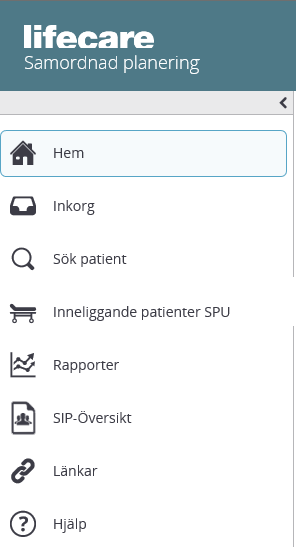 lifecare
Samordnad planering
Hem
Inkorg
Sök patient
Inneliggande patienter SPU
Rapporter
SIP-Översikt
Länkar
Hjälp